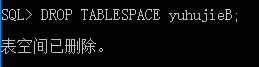 SQL> DROP TABLESPACE yuhujieB;
表空间已删除。